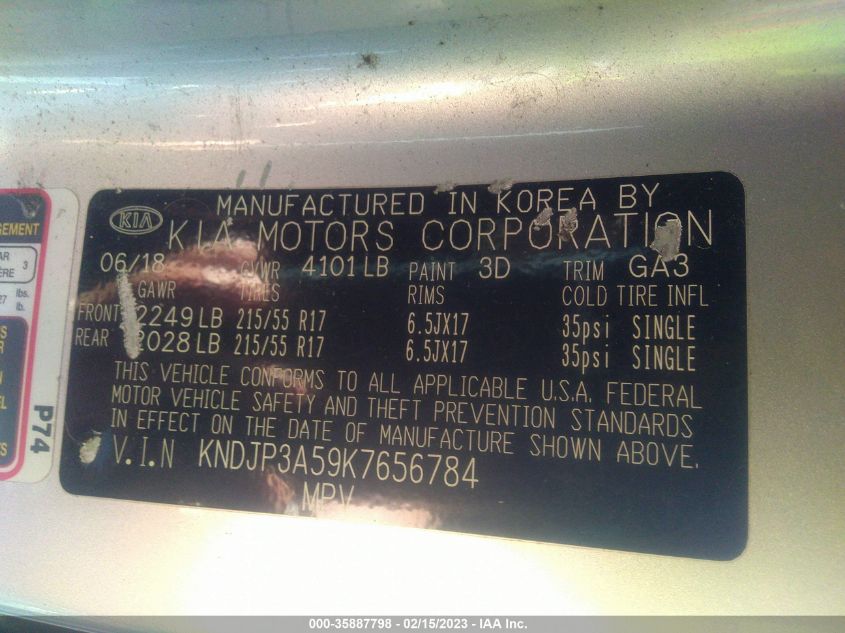 GEMENT
3
lbs.
lb.
P74
MANUFACTURED IN KOREA BY
KIA KIA MOTORS CORPORATION
06/18 GVWR 4101 LB PAINT 3D TRIM GA3
GAWR TIRES RIMS COLD TIRE INFL
FRONT 2249 LB 215/55 R17 6.5JX17 35psi SINGLE
REAR 2028 LB 215/55 R17 6.5JX17 35psi SINGLE
THIS VEHICLE CONFORMS TO ALL APPLICABLE U.S.A. FEDERAL
MOTOR VEHICLE SAFETY AND THEFT PREVENTION STANDARDS
IN EFFECT ON THE DATE OF MANUFACTURE SHOWN ABOVE.
V.I.N KNDJP3A59K7656784
MPV
000-35887798 - 02/15/2023 - IAA Inc.